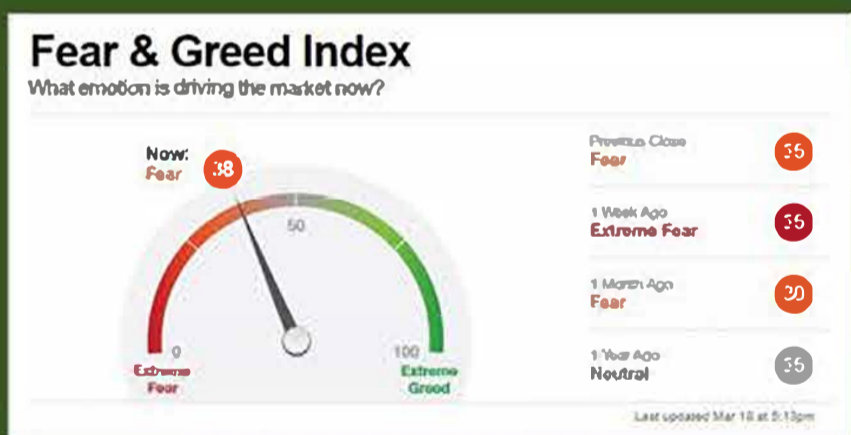 Fear & Greed Index
What emotion is driving the market now?
Now:
Fear
38
50
0
100
Extreme
Fear
Extreme
Greed
Previous Close
Fear
1 Week Ago
Extreme Fear
1 Month Ago
Fear
1 Year Ago
Neutral
Last updated Mar at